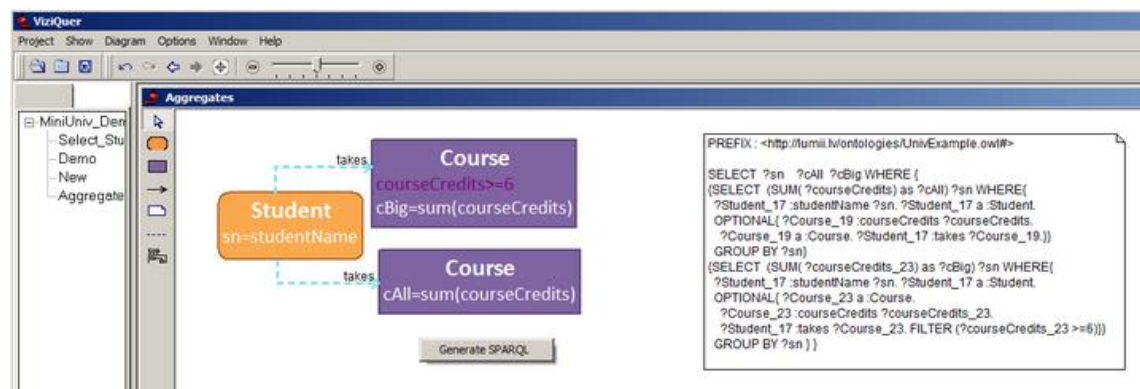 ViziQuer
Project Show Diagram Options Window Help
Aggregates
MiniUniv_Den
Select_Stu
Demo
New
Aggregate
takes
Course
courseCredits>=6
cBig=sum(courseCredits)
Student
sn=studentName
takes
Course
cAll=sum(courseCredits)
Generate SPARQL
PREFIX : <http://lumii.lv/ontologies/UnivExample.owl#>
SELECT ?sn ?cAll ?cBig WHERE {
{SELECT (SUM( ?courseCredits) as ?cAll) ?sn WHERE{
?Student_17 :studentName ?sn. ?Student_17 a :Student.
OPTIONAL{ ?Course_19 :courseCredits ?courseCredits.
?Course_19 a :Course. ?Student_17 :takes ?Course_19.}}
GROUP BY ?sn}
{SELECT (SUM( ?courseCredits_23) as ?cBig) ?sn WHERE{
?Student_17 :studentName ?sn. ?Student_17 a :Student.
OPTIONAL{ ?Course_23 a :Course.
?Course_23 :courseCredits ?courseCredits_23.
?Student_17 :takes ?Course_23. FILTER (?courseCredits_23 >=6)}}
GROUP BY ?sn } }